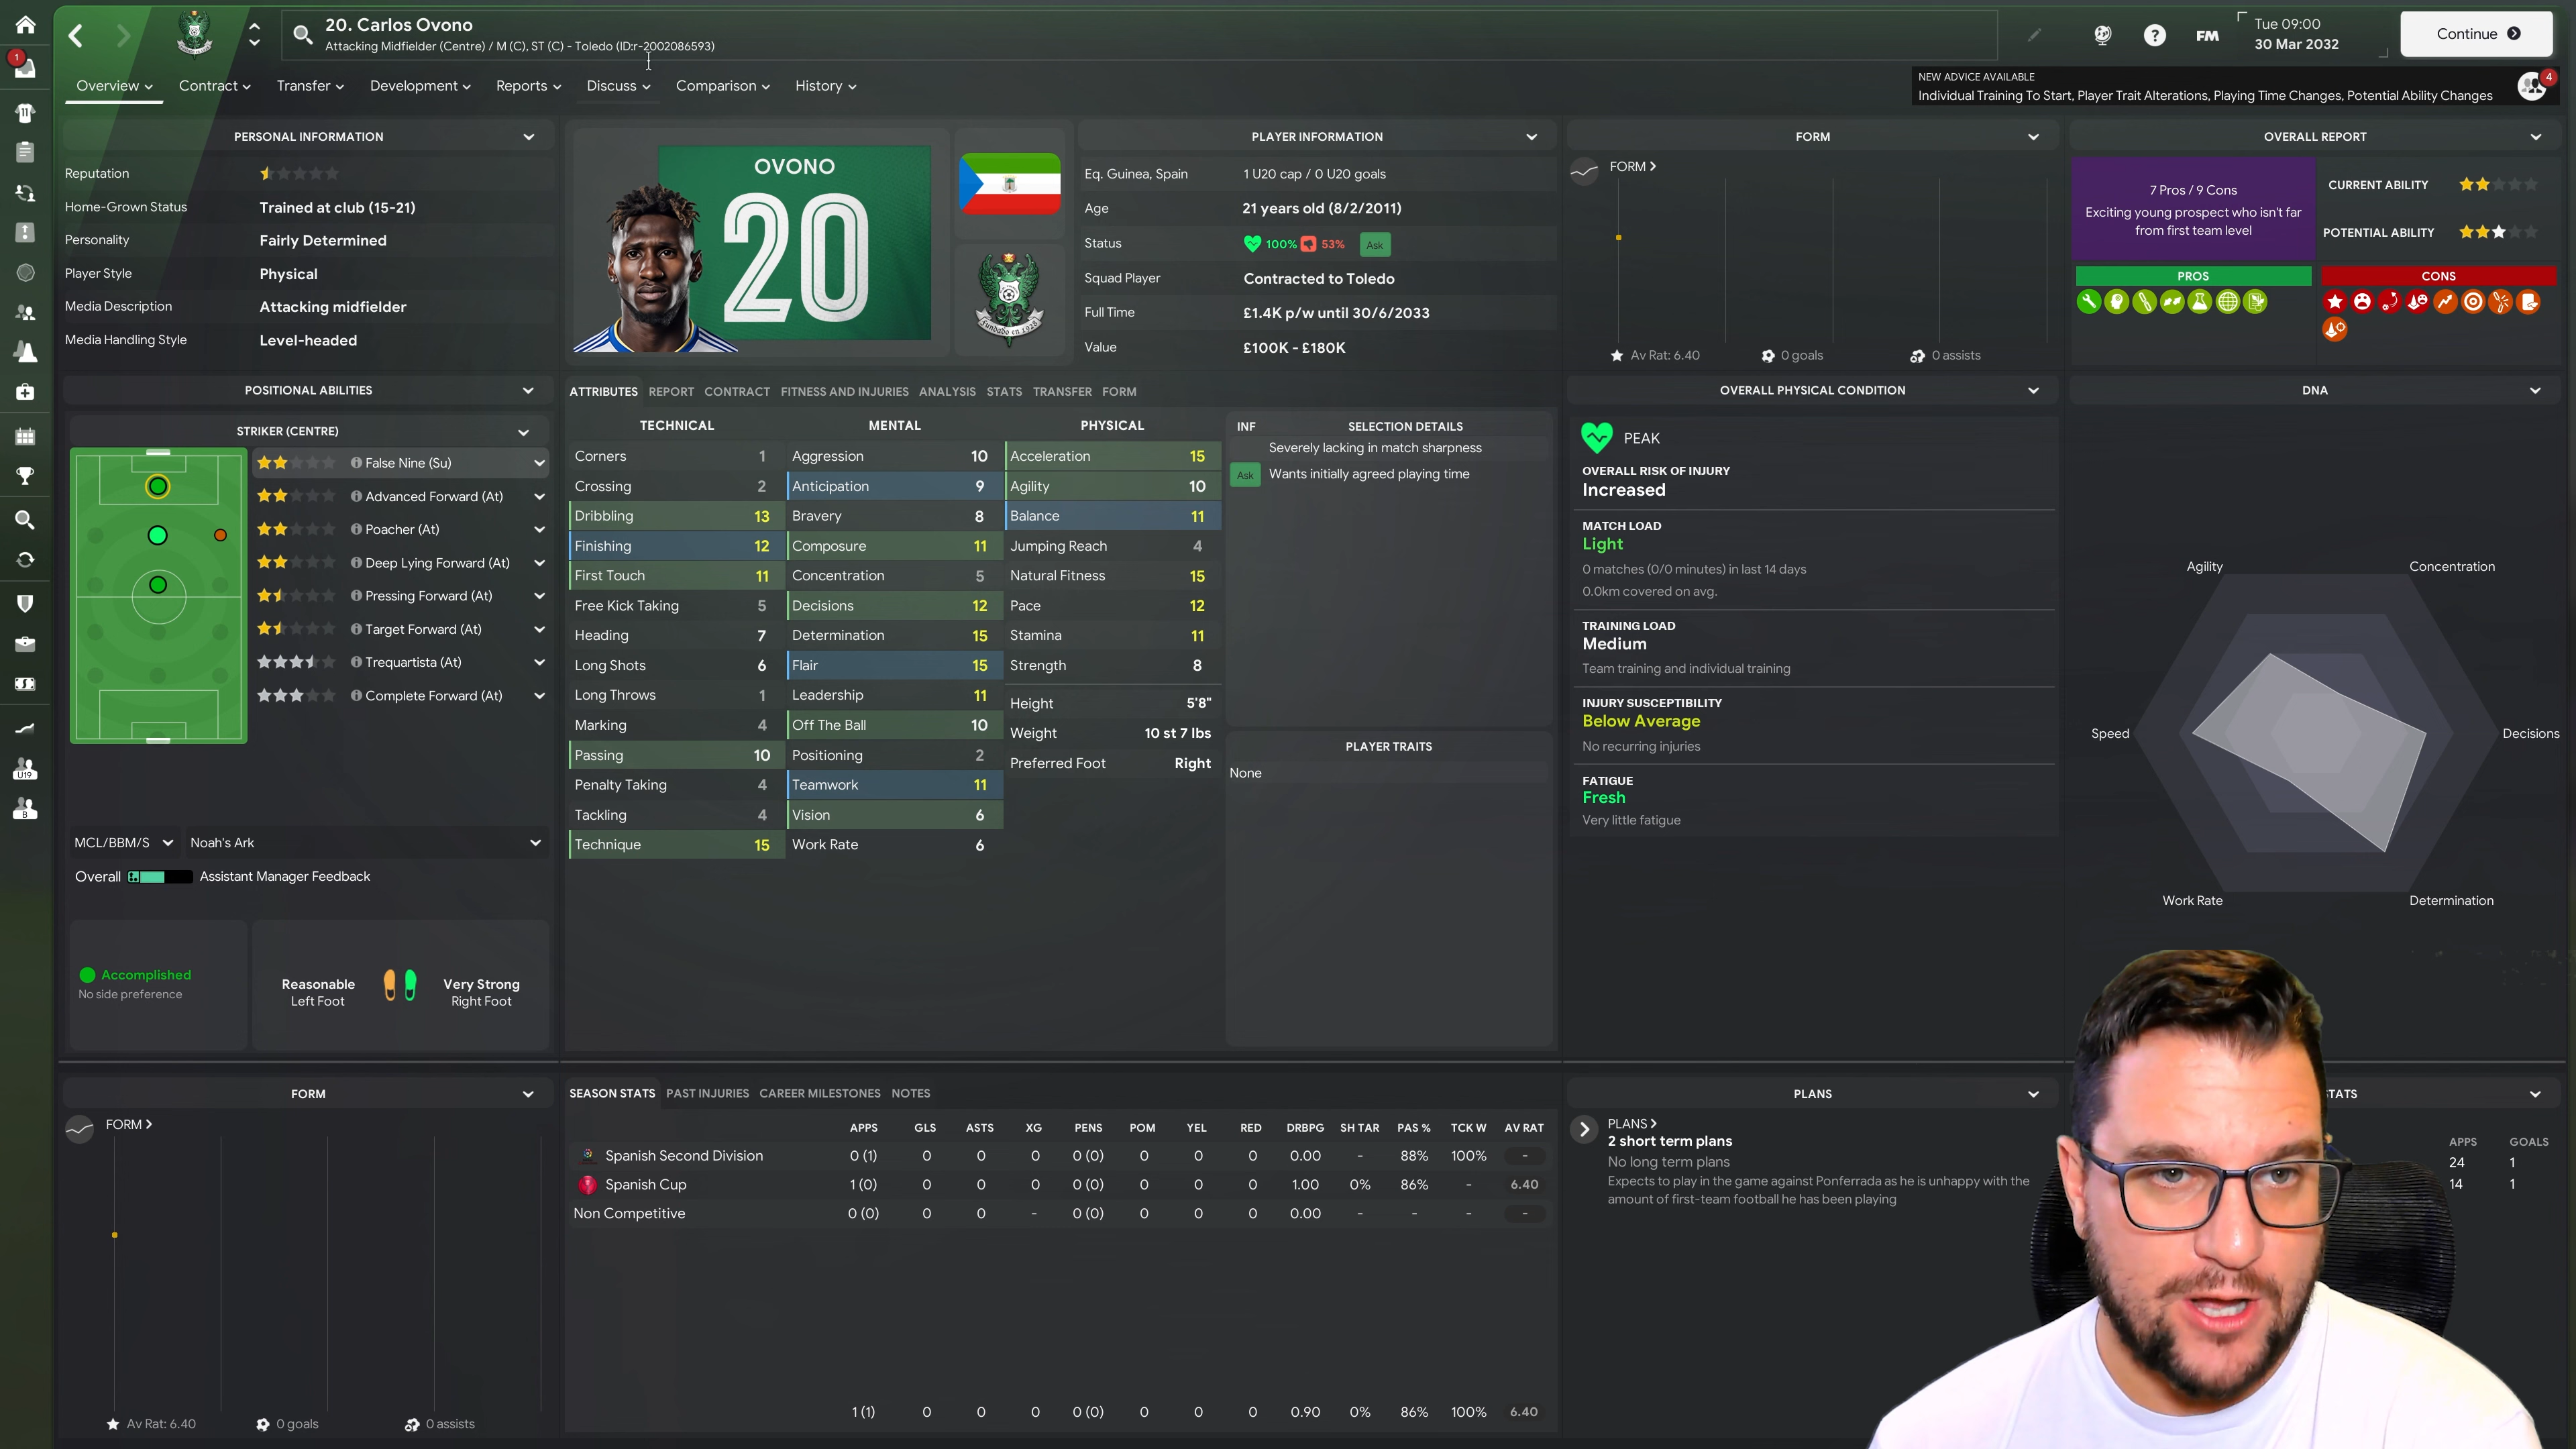 20. Carlos Ovono
Attacking Midfielder (Centre) / M (C), ST (C) - Toledo (ID:r-2002086593)
1
FM
Tue 09:00
30 Mar 2032
Continue
Overview
Contract
Transfer
Development
Reports
Discuss
Comparison
History
NEW ADVICE AVAILABLE
Individual Training To Start, Player Trait Alterations, Playing Time Changes, Potential Ability Changes
4
PERSONAL INFORMATION
Reputation
Home-Grown Status Trained at club (15-21)
Personality Fairly Determined
Player Style Physical
Media Description Attacking midfielder
Media Handling Style Level-headed
OVONO
20
Fundado en 1928
PLAYER INFORMATION
Eq. Guinea, Spain 1 U20 cap / 0 U20 goals
Age 21 years old (8/2/2011)
Status 100% 53% Ask
Squad Player Contracted to Toledo
Full Time £1.4K p/w until 30/6/2033
Value £100K - £180K
FORM
FORM
Av Rat: 6.40 0 goals 0 assists
OVERALL REPORT
7 Pros / 9 Cons
Exciting young prospect who isn't far
from first team level
CURRENT ABILITY
POTENTIAL ABILITY
PROS
CONS
POSITIONAL ABILITIES
STRIKER (CENTRE)
False Nine (Su)
Advanced Forward (At)
Poacher (At)
Deep Lying Forward (At)
Pressing Forward (At)
Target Forward (At)
Trequartista (At)
Complete Forward (At)
MCL/BBM/S Noah's Ark
Overall Assistant Manager Feedback
Accomplished
No side preference
Reasonable
Left Foot
Very Strong
Right Foot
ATTRIBUTES REPORT CONTRACT FITNESS AND INJURIES ANALYSIS STATS TRANSFER FORM
TECHNICAL
Corners 1
Crossing 2
Dribbling 13
Finishing 12
First Touch 11
Free Kick Taking 5
Heading 7
Long Shots 6
Long Throws 1
Marking 4
Passing 10
Penalty Taking 4
Tackling 4
Technique 15
MENTAL
Aggression 10
Anticipation 9
Bravery 8
Composure 11
Concentration 5
Decisions 12
Determination 15
Flair 15
Leadership 11
Off The Ball 10
Positioning 2
Teamwork 11
Vision 6
Work Rate 6
PHYSICAL
Acceleration 15
Agility 10
Balance 11
Jumping Reach 4
Natural Fitness 15
Pace 12
Stamina 11
Strength 8
Height 5'8"
Weight 10 st 7 lbs
Preferred Foot Right
INF SELECTION DETAILS
Severely lacking in match sharpness
Ask Wants initially agreed playing time
PLAYER TRAITS
None
OVERALL PHYSICAL CONDITION
PEAK
OVERALL RISK OF INJURY
Increased
MATCH LOAD
Light
0 matches (0/0 minutes) in last 14 days
0.0km covered on avg.
TRAINING LOAD
Medium
Team training and individual training
INJURY SUSCEPTIBILITY
Below Average
No recurring injuries
FATIGUE
Fresh
Very little fatigue
DNA
Agility
Concentration
Speed
Decisions
Work Rate
Determination
11
U19
B
FORM
FORM
Av Rat: 6.40 0 goals 0 assists
SEASON STATS PAST INJURIES CAREER MILESTONES NOTES
APPS GLS ASTS XG PENS POM YEL RED DRBPG SH TAR PAS % TCK W AV RAT
Spanish Second Division 0 (1) 0 0 0 0 (0) 0 0 0 0.00 - 88% 100% -
Spanish Cup 1 (0) 0 0 0 0 (0) 0 0 0 1.00 0% 86% - 6.40
Non Competitive 0 (0) 0 0 - 0 (0) 0 0 0 0.00 - - - -
1 (1) 0 0 0 0 (0) 0 0 0 0.90 0% 86% 100% 6.40
PLANS
PLANS
2 short term plans
No long term plans
Expects to play in the game against Ponferrada as he is unhappy with the
amount of first-team football he has been playing
STATS
APPS GOALS
24 1
14 1